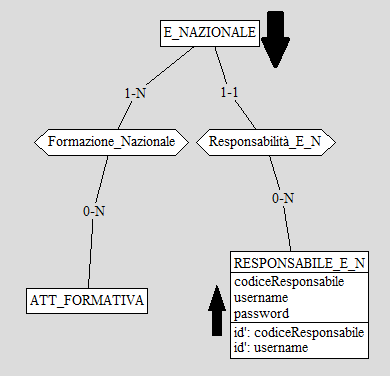 E_NAZIONALE
1-N
1-1
Formazione_Nazionale
Responsabilità_E_N
0-N
0-N
RESPONSABILE_E_N
codiceResponsabile
username
password
id': codiceResponsabile
id': username
ATT_FORMATIVA